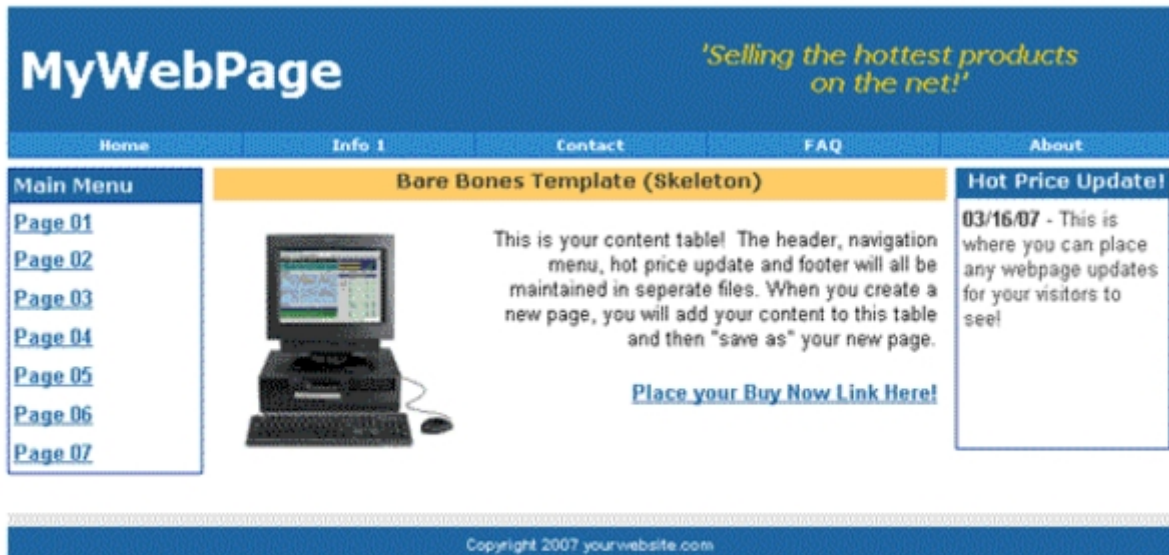 MyWebPage
'Selling the hottest products
on the net!'
Home Info 1 Contact FAQ About
Main Menu
Page 01
Page 02
Page 03
Page 04
Page 05
Page 06
Page 07
Bare Bones Template (Skeleton)
This is your content table! The header, navigation
menu, hot price update and footer will all be
maintained in seperate files. When you create a
new page, you will add your content to this table
and then "save as" your new page.
Place your Buy Now Link Here!
Hot Price Update!
03/16/07 - This is
where you can place
any webpage updates
for your visitors to
see!
Copyright 2007 yourwebsite.com